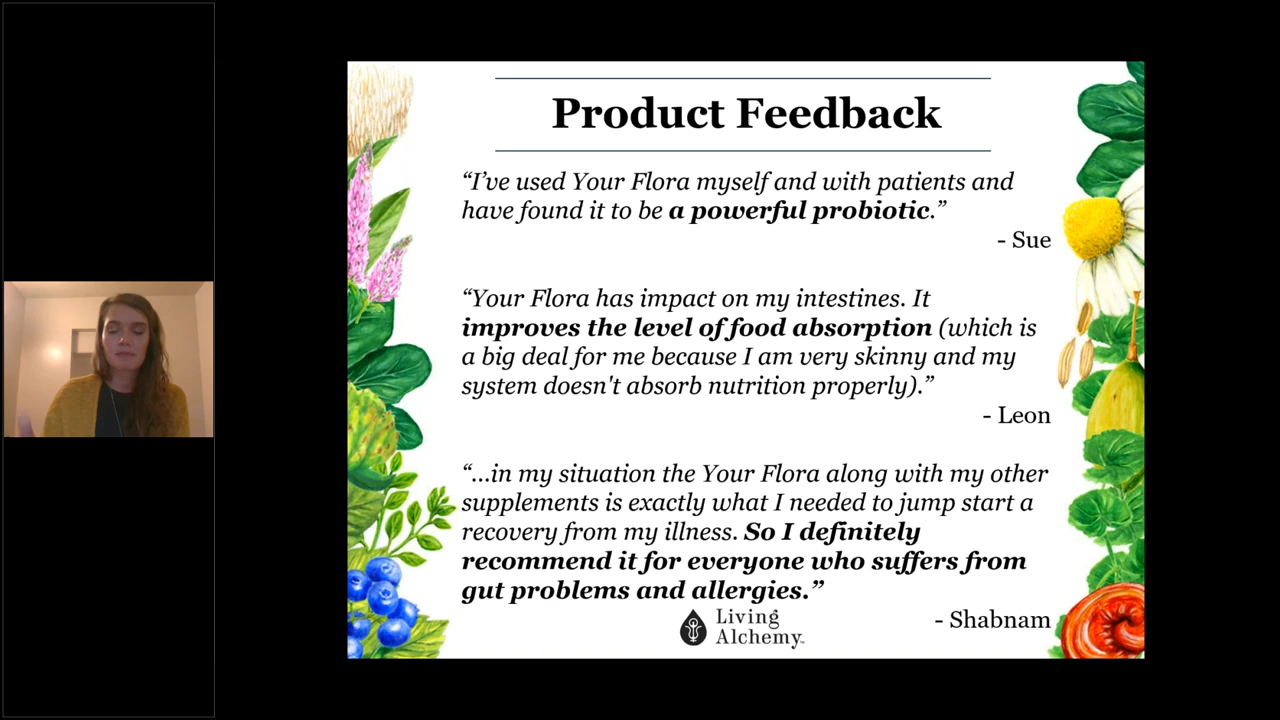 Product Feedback
“I’ve used Your Flora myself and with patients and
have found it to be a powerful probiotic.”
- Sue
“Your Flora has impact on my intestines. It
improves the level of food absorption (which is
a big deal for me because I am very skinny and my
system doesn't absorb nutrition properly).”
- Leon
“...in my situation the Your Flora along with my other
supplements is exactly what I needed to jump start a
recovery from my illness. So I definitely
recommend it for everyone who suffers from
gut problems and allergies.”
- Shabnam
Living
Alchemy™